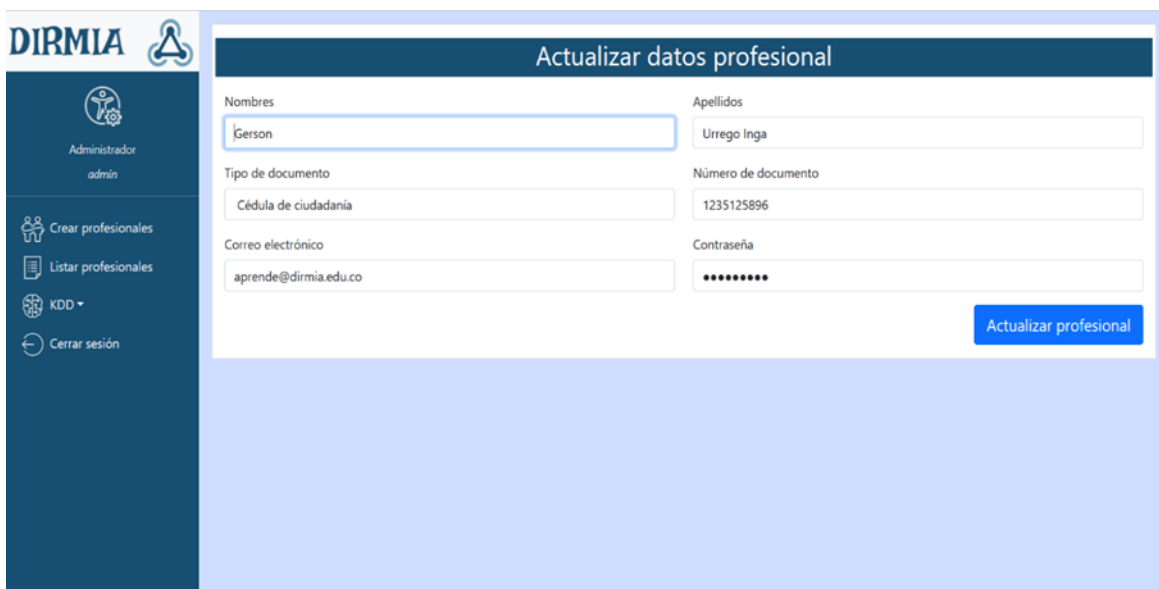 DIRMIA
Administrador
admin
Crear profesionales
Listar profesionales
KDD
Cerrar sesión
Actualizar datos profesional
Nombres
Apellidos
Gerson
Urrego Inga
Tipo de documento
Número de documento
Cédula de ciudadanía
1235125896
Correo electrónico
Contraseña
aprende@dirmia.edu.co
•••••••••
Actualizar profesional